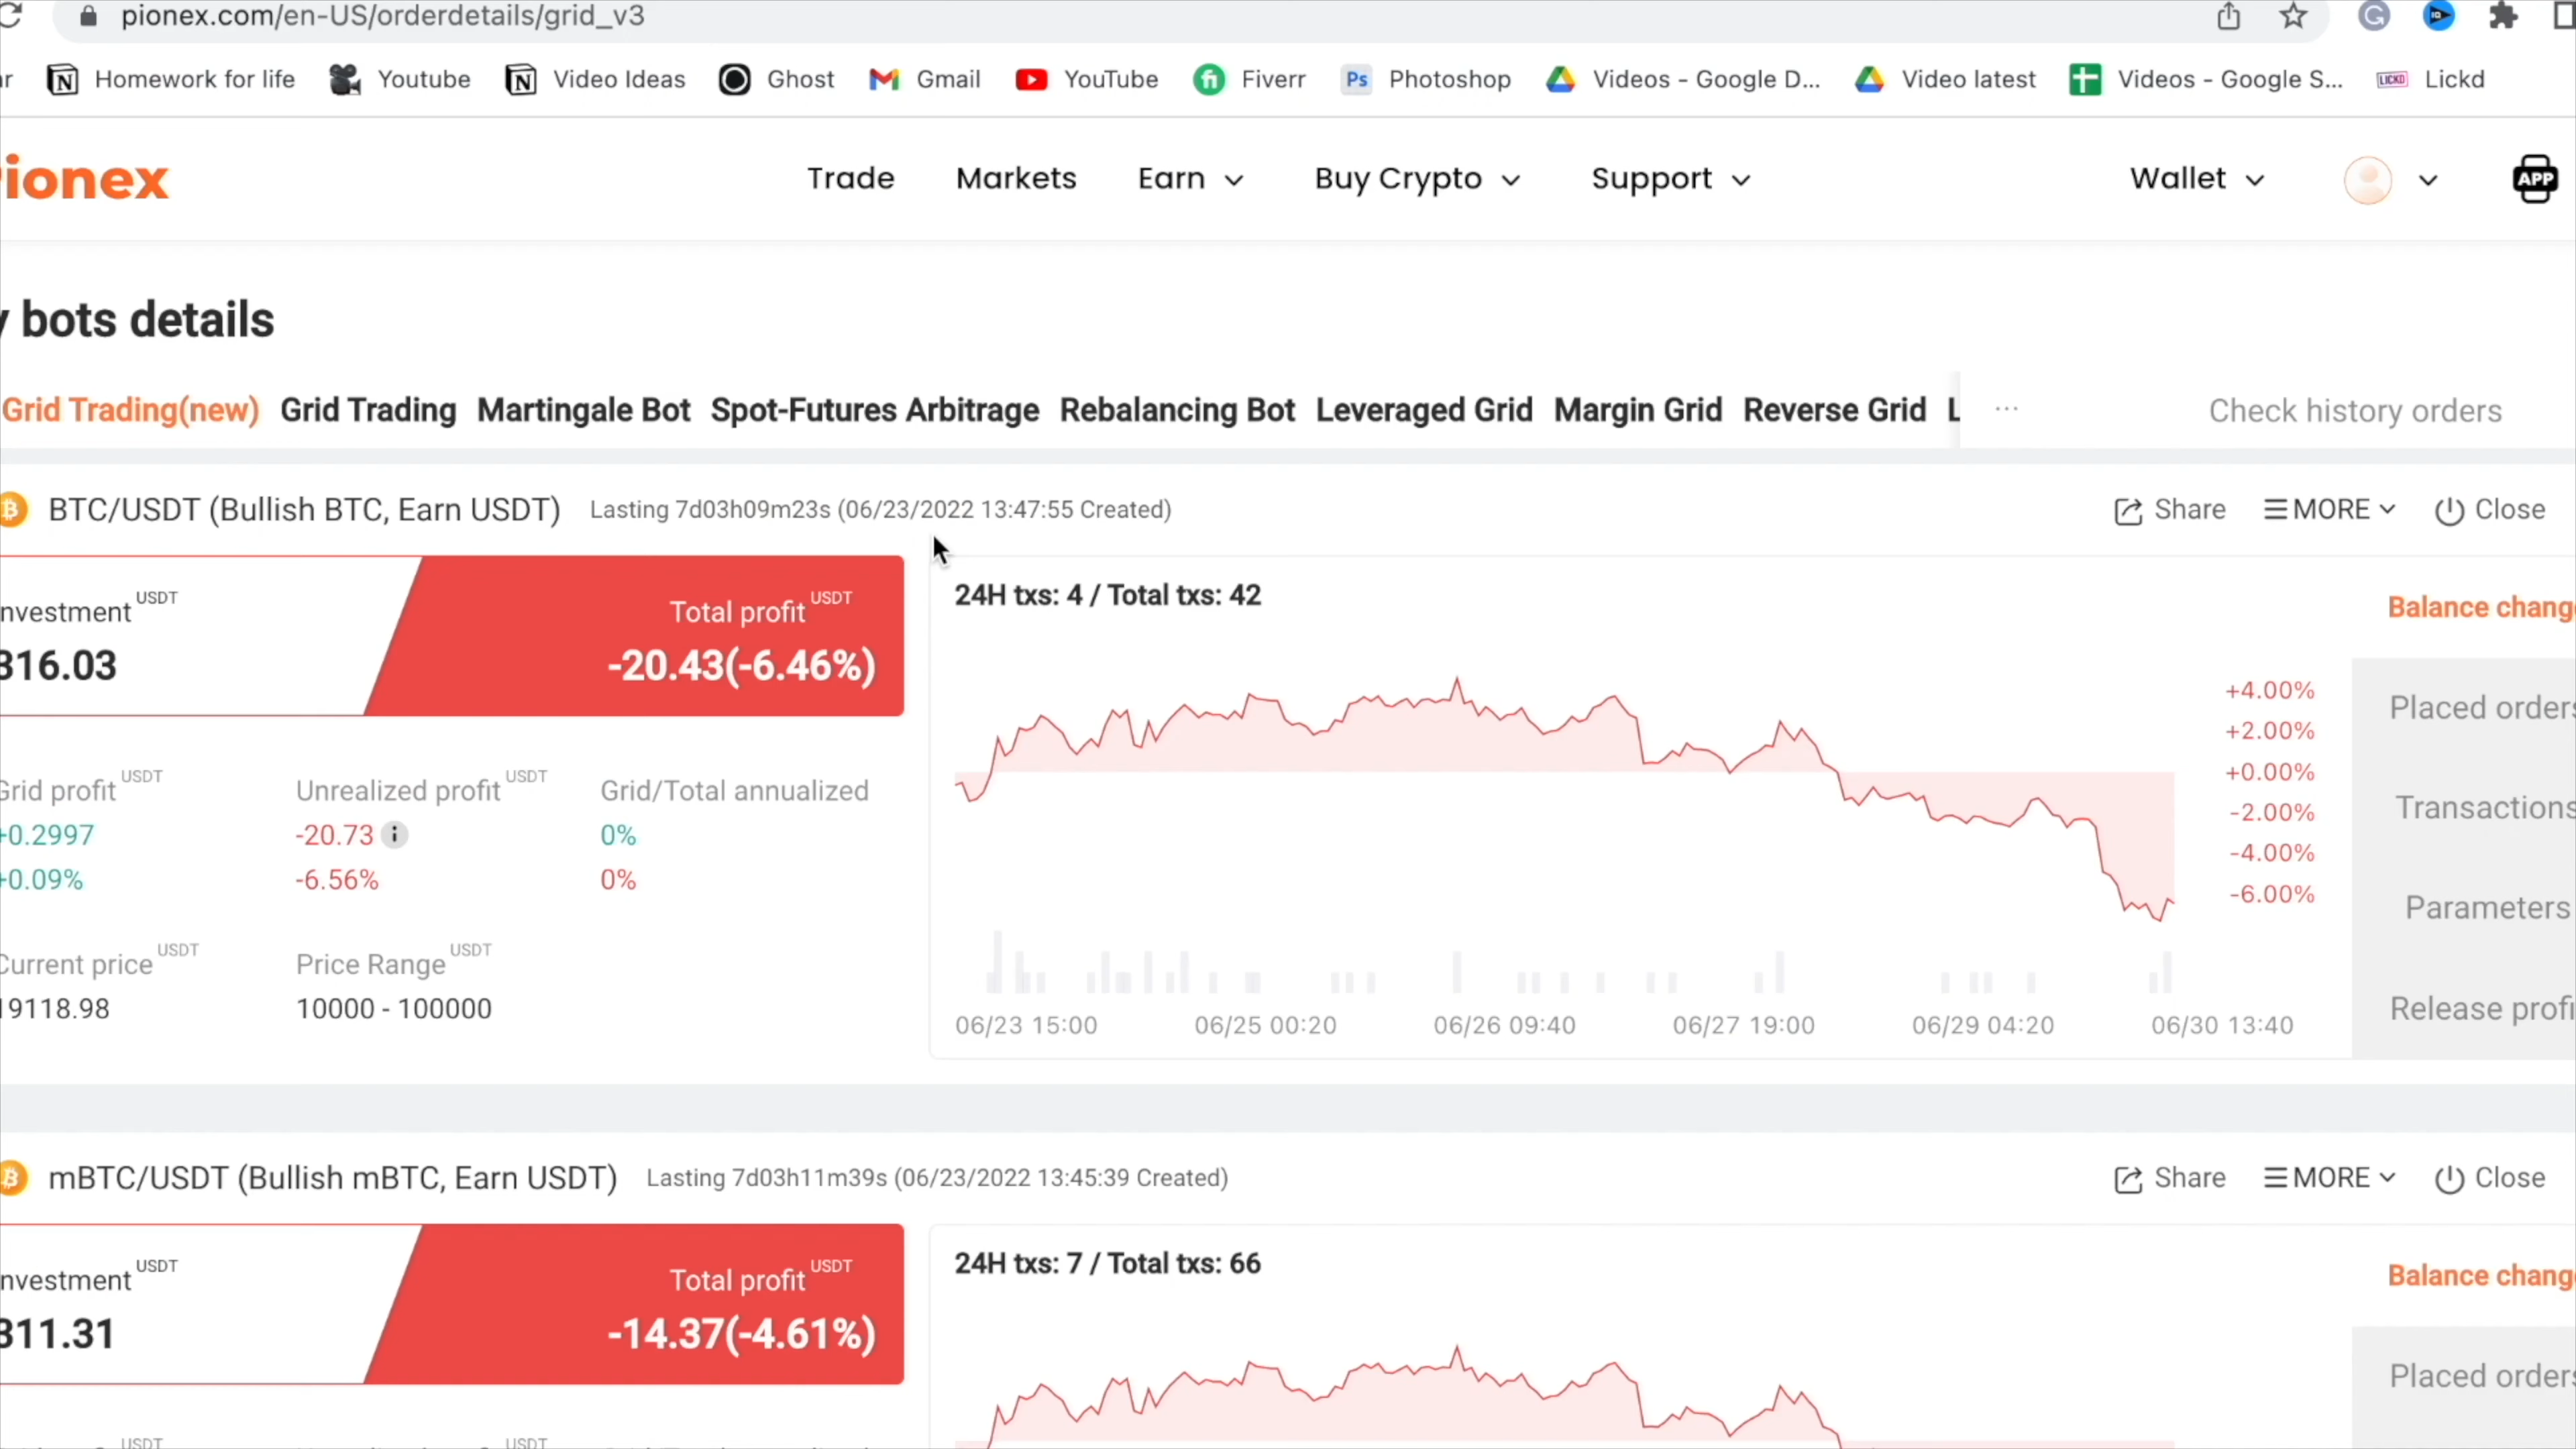 pionex.com/en-US/orderdetails/grid_v3
Homework for life Youtube Video Ideas Ghost Gmail YouTube Fiverr Ps Photoshop Videos - Google D... Video latest Videos - Google S... LICKD Lickd
ionex Trade Markets Earn Buy Crypto Support Wallet APP
bots details
Grid Trading(new) Grid Trading Martingale Bot Spot-Futures Arbitrage Rebalancing Bot Leveraged Grid Margin Grid Reverse Grid L ... Check history orders
BTC/USDT (Bullish BTC, Earn USDT) Lasting 7d03h09m23s (06/23/2022 13:47:55 Created) Share MORE Close
nvestment USDT Total profit USDT
316.03 -20.43(-6.46%)
24H txs: 4 / Total txs: 42
Grid profit USDT Unrealized profit USDT Grid/Total annualized
+0.2997 -20.73 i 0%
+0.09% -6.56% 0%
Current price USDT Price Range USDT
19118.98 10000 - 100000
+4.00%
+2.00%
+0.00%
-2.00%
-4.00%
-6.00%
06/23 15:00 06/25 00:20 06/26 09:40 06/27 19:00 06/29 04:20 06/30 13:40
Balance chang
Placed orders
Transactions
Parameters
Release profi
mBTC/USDT (Bullish mBTC, Earn USDT) Lasting 7d03h11m39s (06/23/2022 13:45:39 Created) Share MORE Close
nvestment USDT Total profit USDT
311.31 -14.37(-4.61%)
24H txs: 7 / Total txs: 66
Balance chang
Placed orders
USDT USDT